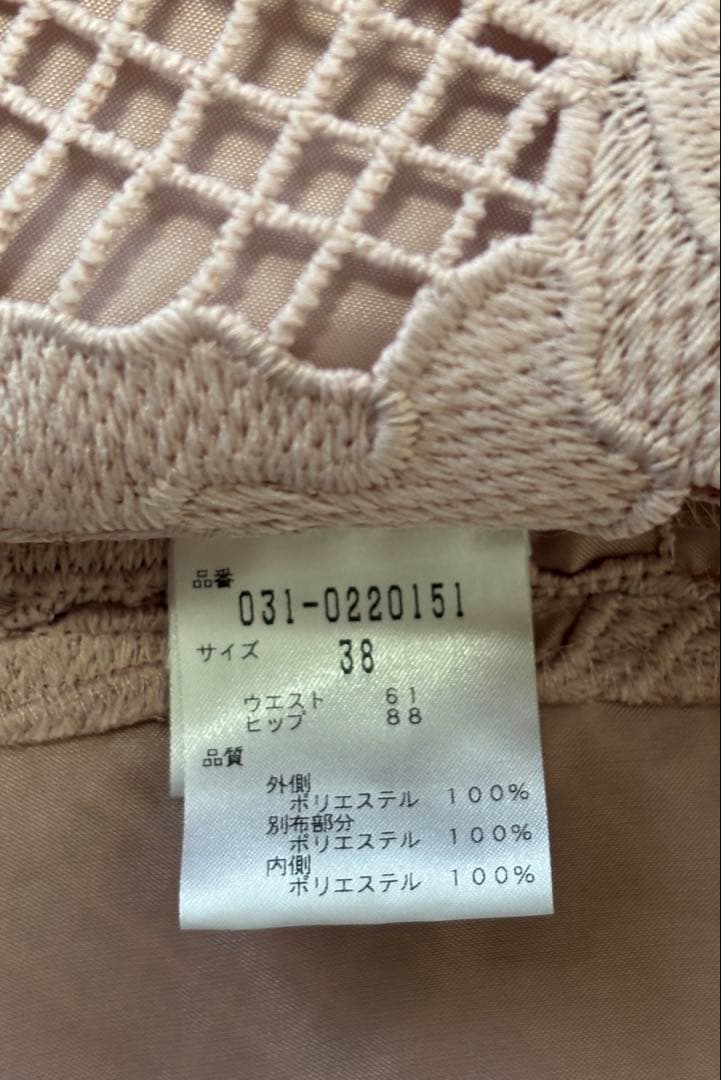 品番
031-0220151
サイズ 38
ウエスト 61
ヒップ 88
品質
外側
ポリエステル 100%
別布部分
ポリエステル 100%
内側
ポリエステル 100%